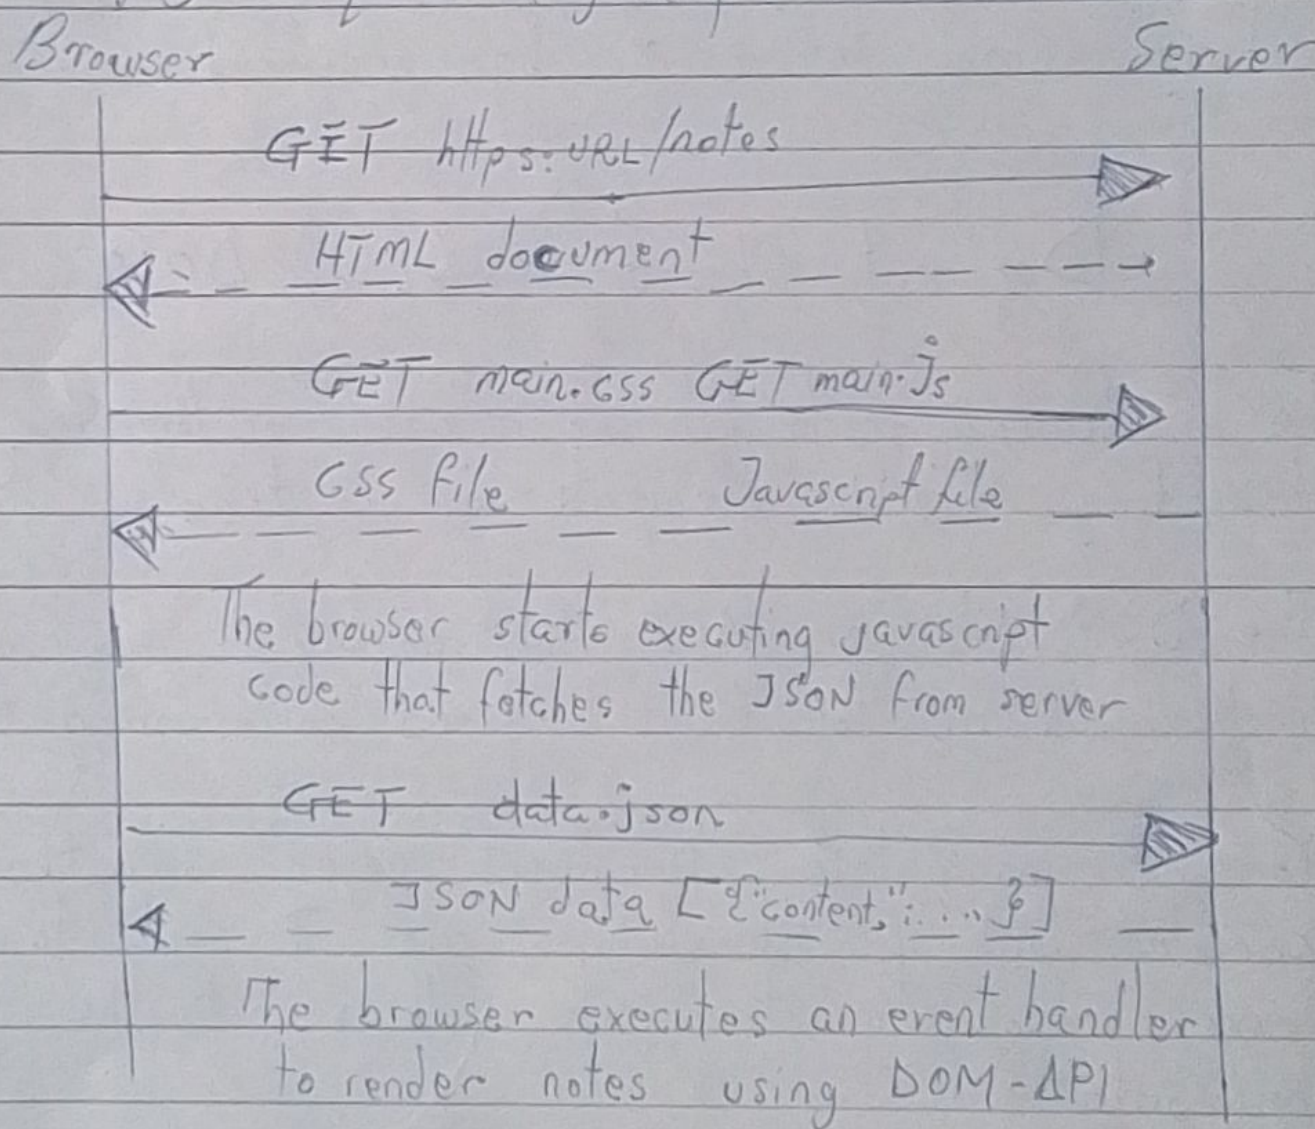 Browser Server
GET https:URL/notes
HTML document
GET main.css GET main.js
CSS file Javascript file
The browser starts executing javascript
code that fetches the JSON from server
GET data.json
JSON data [{"content":....}]
The browser executes an event handler
to render notes using DOM-API